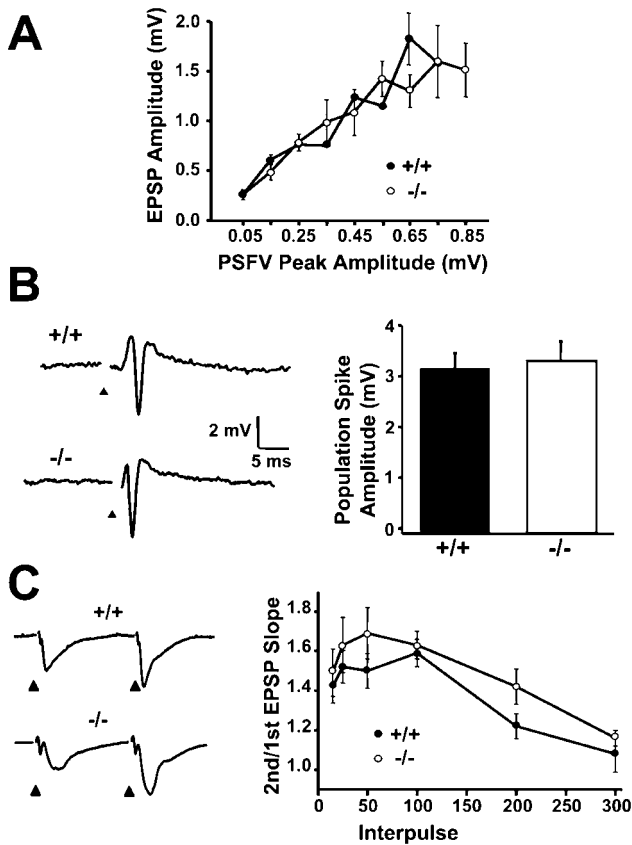 A
EPSP Amplitude (mV)
2.0
1.5
1.0
0.5
0.0
+/+
-/-
0.05 0.25 0.45 0.65 0.85
PSFV Peak Amplitude (mV)
B
+/+
2 mV
5 ms
-/-
Population Spike
Amplitude (mV)
4
3
2
1
0
+/+ -/-
C
+/+
-/-
2nd/1st EPSP Slope
1.8
1.6
1.4
1.2
1.0
+/+
-/-
0 50 100 150 200 250 300
Interpulse